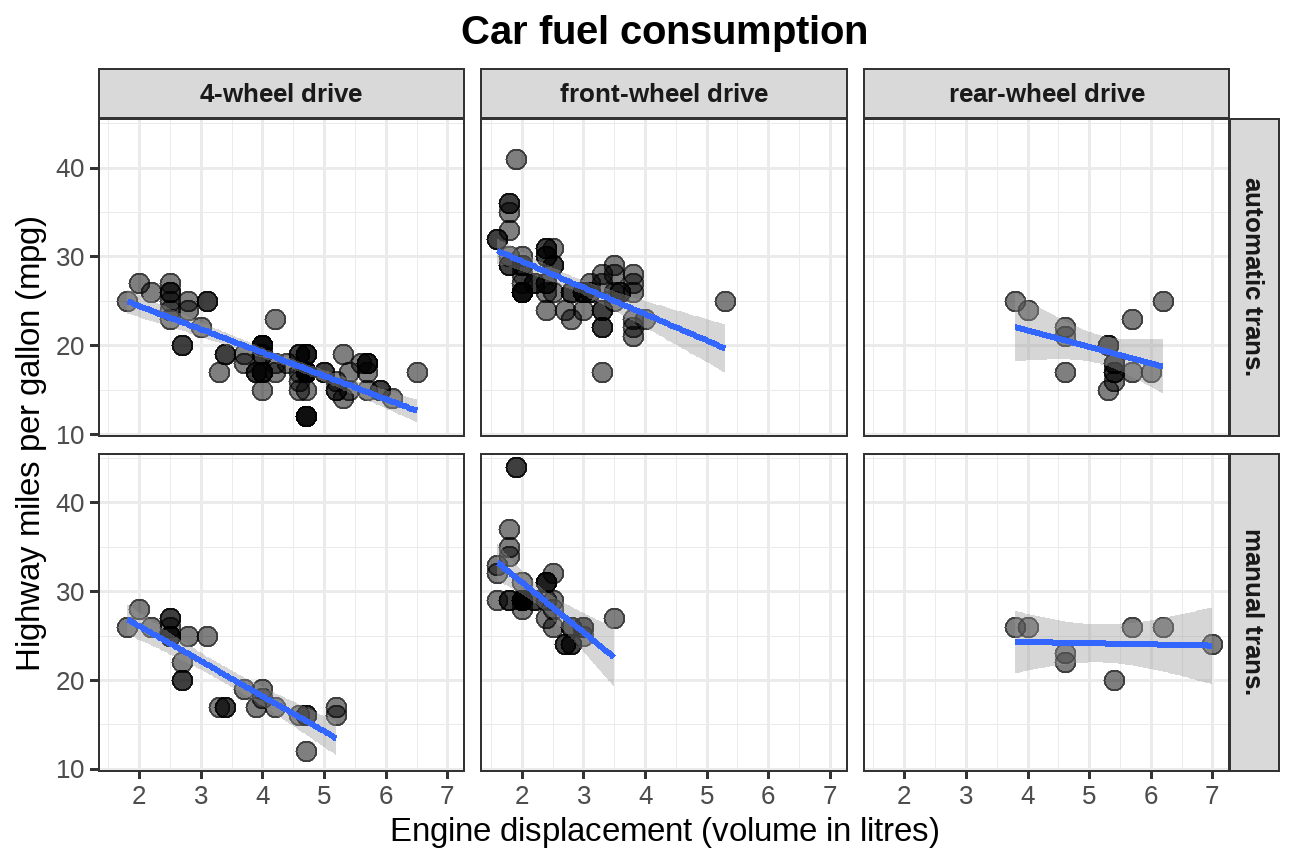 Car fuel consumption
4-wheel drive
front-wheel drive
rear-wheel drive
Highway miles per gallon (mpg)
40
30
20
10
automatic trans.
40
30
20
10
manual trans.
2 3 4 5 6 7
2 3 4 5 6 7
2 3 4 5 6 7
Engine displacement (volume in litres)